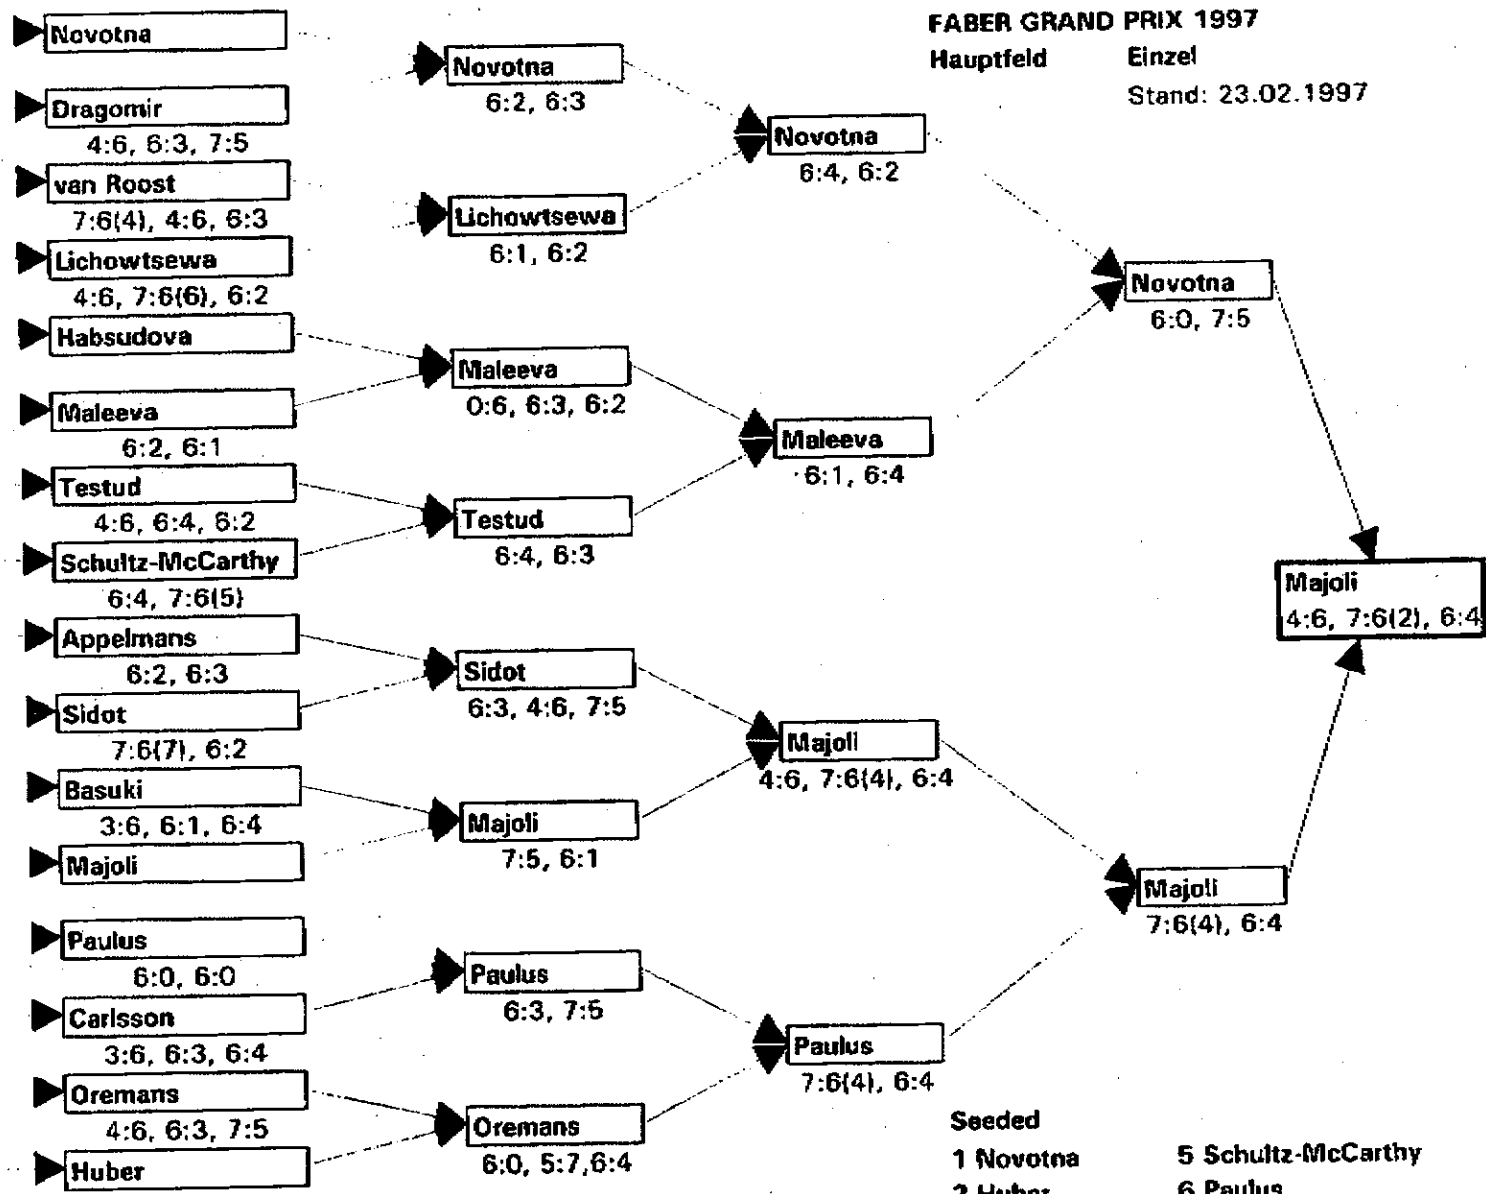 FABER GRAND PRIX 1997
Hauptfeld Einzel
Stand: 23.02.1997
Novotna
Dragomir
4:6, 6:3, 7:5
van Roost
7:6(4), 4:6, 6:3
Lichowtsewa
4:6, 7:6(6), 6:2
Habsudova
Maleeva
6:2, 6:1
Testud
4:6, 6:4, 6:2
Schultz-McCarthy
6:4, 7:6(5)
Appelmans
6:2, 6:3
Sidot
7:6(7), 6:2
Basuki
3:6, 6:1, 6:4
Majoli
Paulus
6:0, 6:0
Carlsson
3:6, 6:3, 6:4
Oremans
4:6, 6:3, 7:5
Huber
Novotna
6:2, 6:3
Lichowtsewa
6:1, 6:2
Maleeva
0:6, 6:3, 6:2
Testud
6:4, 6:3
Sidot
6:3, 4:6, 7:5
Majoli
7:5, 6:1
Paulus
6:3, 7:5
Oremans
6:0, 5:7,6:4
Novotna
6:4, 6:2
Maleeva
6:1, 6:4
Majoli
4:6, 7:6(4), 6:4
Paulus
7:6(4), 6:4
Novotna
6:0, 7:5
Majoli
7:6(4), 6:4
Majoli
4:6, 7:6(2), 6:4
Seeded
1 Novotna 5 Schultz-McCarthy
2 Huber 6 Paulus